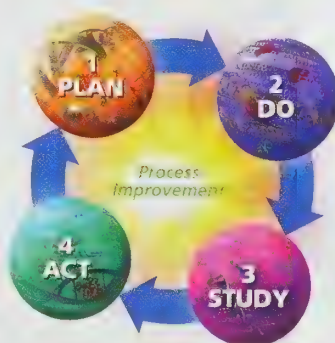 1
PLAN
2
DO
Process
improvement
4
ACT
3
STUDY